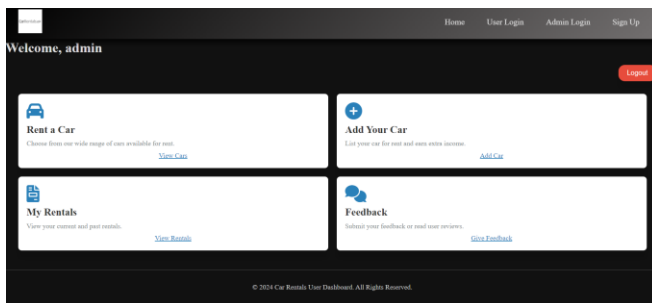 Home User Login Admin Login Sign Up
Welcome, admin
Logout
Rent a Car
Choose from our wide range of cars available for rent.
View Cars
Add Your Car
List your car for rent and earn extra income.
Add Car
My Rentals
View your current and past rentals.
View Rentals
Feedback
Submit your feedback or read user reviews.
Give Feedback
© 2024 Car Rentals User Dashboard. All Rights Reserved.